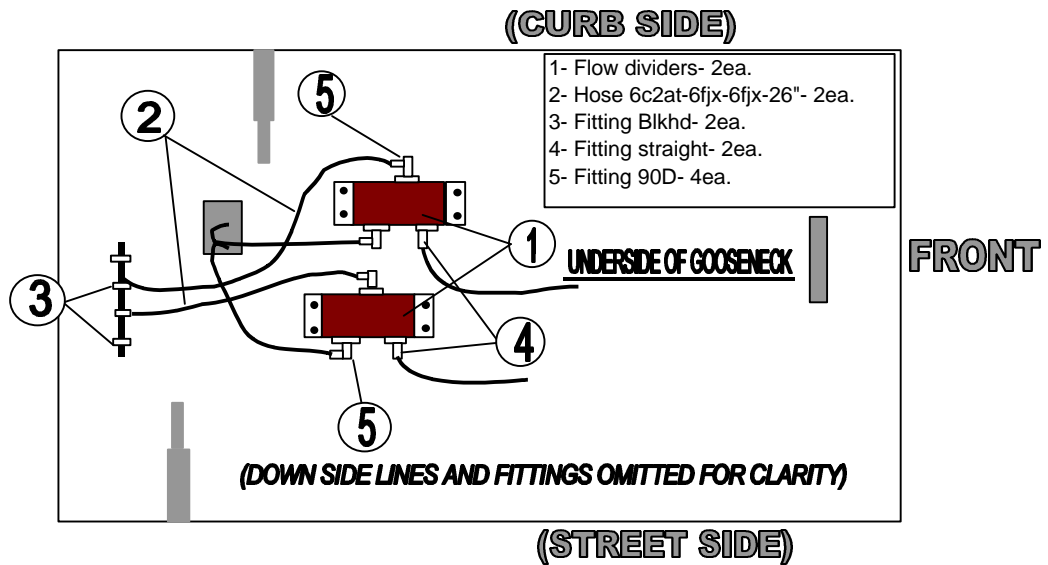 (CURB SIDE)
1- Flow dividers- 2ea.
2- Hose 6c2at-6fjx-6fjx-26"- 2ea.
3- Fitting Blkhd- 2ea.
4- Fitting straight- 2ea.
5- Fitting 90D- 4ea.
5
2
1
UNDERSIDE OF GOOSENECK
FRONT
3
4
5
(DOWN SIDE LINES AND FITTINGS OMITTED FOR CLARITY)
(STREET SIDE)